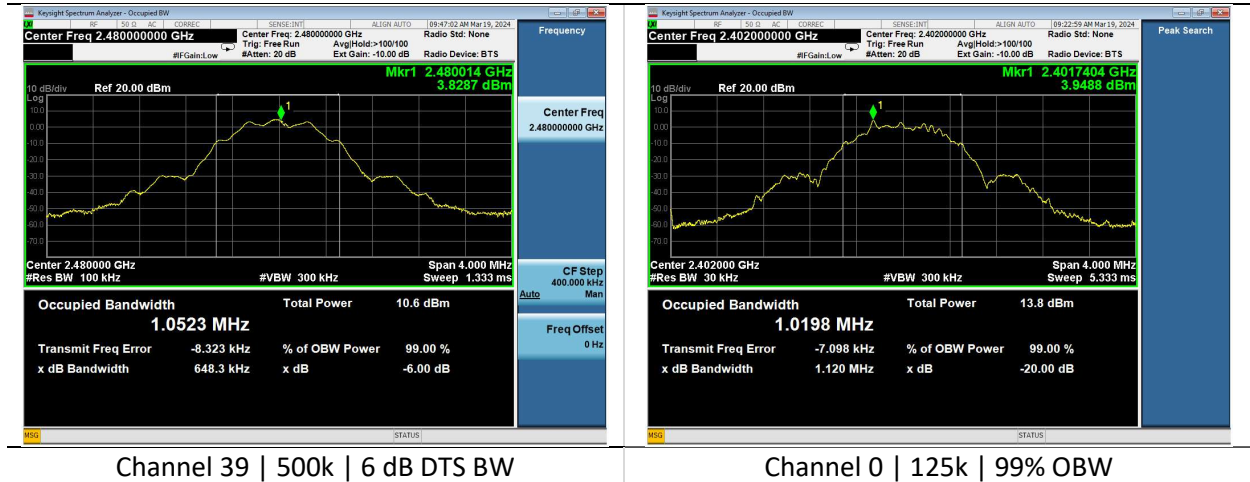 Keysight Spectrum Analyzer - Occupied BW
LXI RF 50 Ω AC CORREC SENSE:INT ALIGN AUTO 09:47:02 AM Mar 19, 2024
Center Freq 2.480000000 GHz Center Freq: 2.480000000 GHz Radio Std: None
Trig: Free Run Avg|Hold:>100/100
#IFGain:Low #Atten: 20 dB Ext Gain: -10.00 dB Radio Device: BTS
Mkr1 2.480014 GHz
3.8287 dBm
10 dB/div Ref 20.00 dBm
Log
10.0
0.00
-10.0
-20.0
-30.0
-40.0
-50.0
-60.0
-70.0
1
Center 2.480000 GHz Span 4.000 MHz
#Res BW 100 kHz #VBW 300 kHz Sweep 1.333 ms
Occupied Bandwidth Total Power 10.6 dBm
1.0523 MHz
Transmit Freq Error -8.323 kHz % of OBW Power 99.00 %
x dB Bandwidth 648.3 kHz x dB -6.00 dB
MSG STATUS
Frequency
Center Freq
2.480000000 GHz
CF Step
400.000 kHz
Auto Man
Freq Offset
0 Hz
Channel 39 | 500k | 6 dB DTS BW
Keysight Spectrum Analyzer - Occupied BW
LXI RF 50 Ω AC CORREC SENSE:INT ALIGN AUTO 09:22:59 AM Mar 19, 2024
Center Freq 2.402000000 GHz Center Freq: 2.402000000 GHz Radio Std: None
Trig: Free Run Avg|Hold:>100/100
#IFGain:Low #Atten: 20 dB Ext Gain: -10.00 dB Radio Device: BTS
Mkr1 2.4017404 GHz
3.9488 dBm
10 dB/div Ref 20.00 dBm
Log
10.0
0.00
-10.0
-20.0
-30.0
-40.0
-50.0
-60.0
-70.0
1
Center 2.402000 GHz Span 4.000 MHz
#Res BW 30 kHz #VBW 300 kHz Sweep 5.333 ms
Occupied Bandwidth Total Power 13.8 dBm
1.0198 MHz
Transmit Freq Error -7.098 kHz % of OBW Power 99.00 %
x dB Bandwidth 1.120 MHz x dB -20.00 dB
MSG STATUS
Peak Search
Channel 0 | 125k | 99% OBW